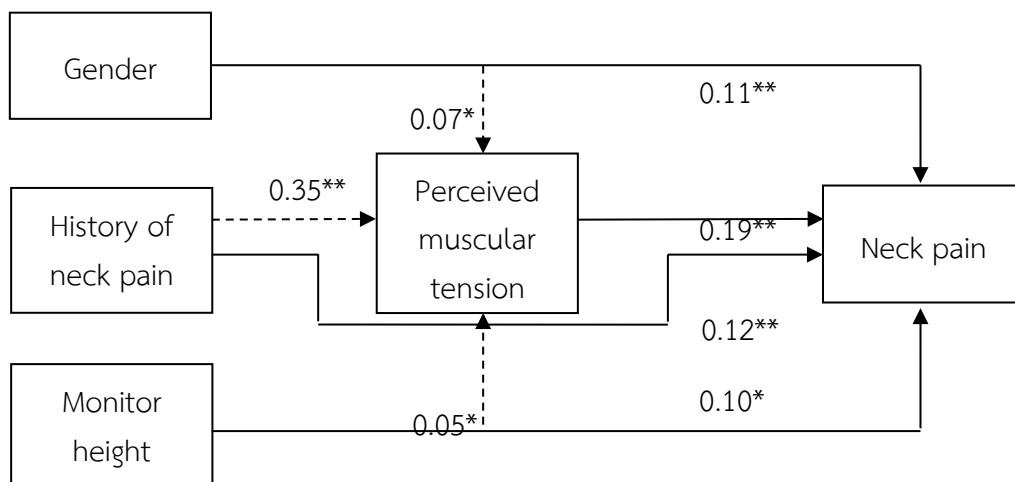 Gender
0.11**
0.07*
0.35**
Perceived
muscular
tension
History of
neck pain
0.19**
Neck pain
0.12**
Monitor
height
0.05*
0.10*